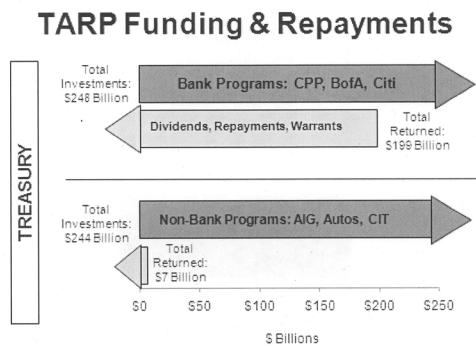 TARP Funding & Repayments
TREASURY
Total
Investments:
$248 Billion
Bank Programs: CPP, BofA, Citi
Dividends, Repayments, Warrants
Total
Returned:
$199 Billion
Total
Investments:
$244 Billion
Non-Bank Programs: AIG, Autos, CIT
Total
Returned:
$7 Billion
$0 $50 $100 $150 $200 $250
$ Billions